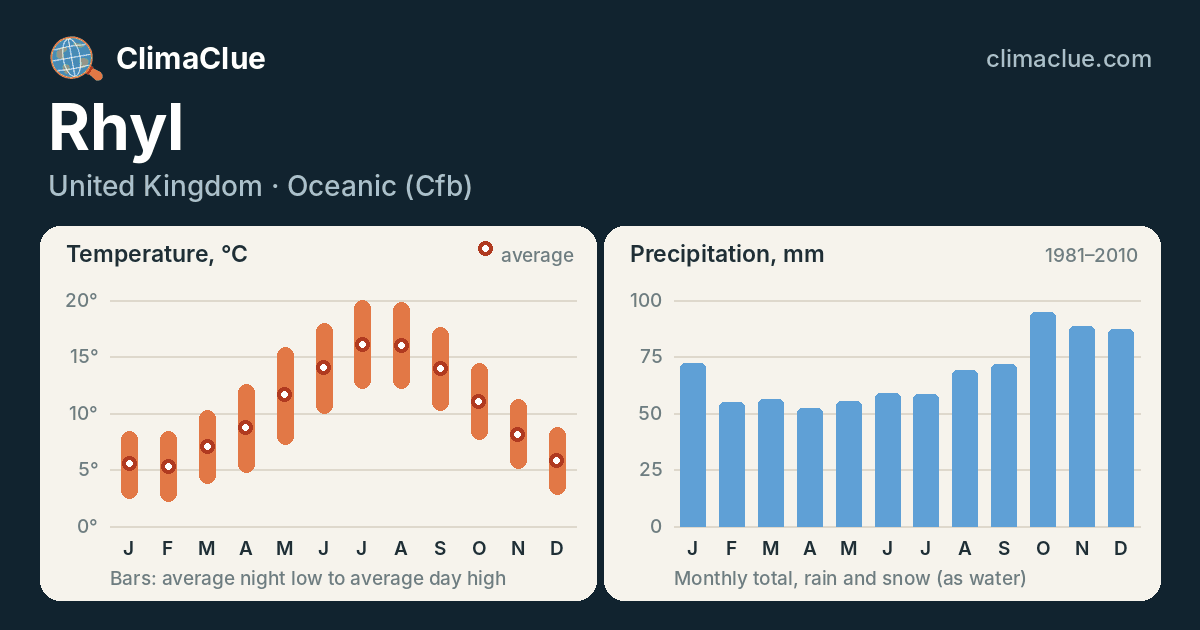 ClimaClue
climaclue.com
Rhyl
United Kingdom · Oceanic (Cfb)
Temperature, °C
average
20°
15°
10°
5°
0°
J F M A M J J A S O N D
Bars: average night low to average day high
Precipitation, mm
1981–2010
100
75
50
25
0
J F M A M J J A S O N D
Monthly total, rain and snow (as water)